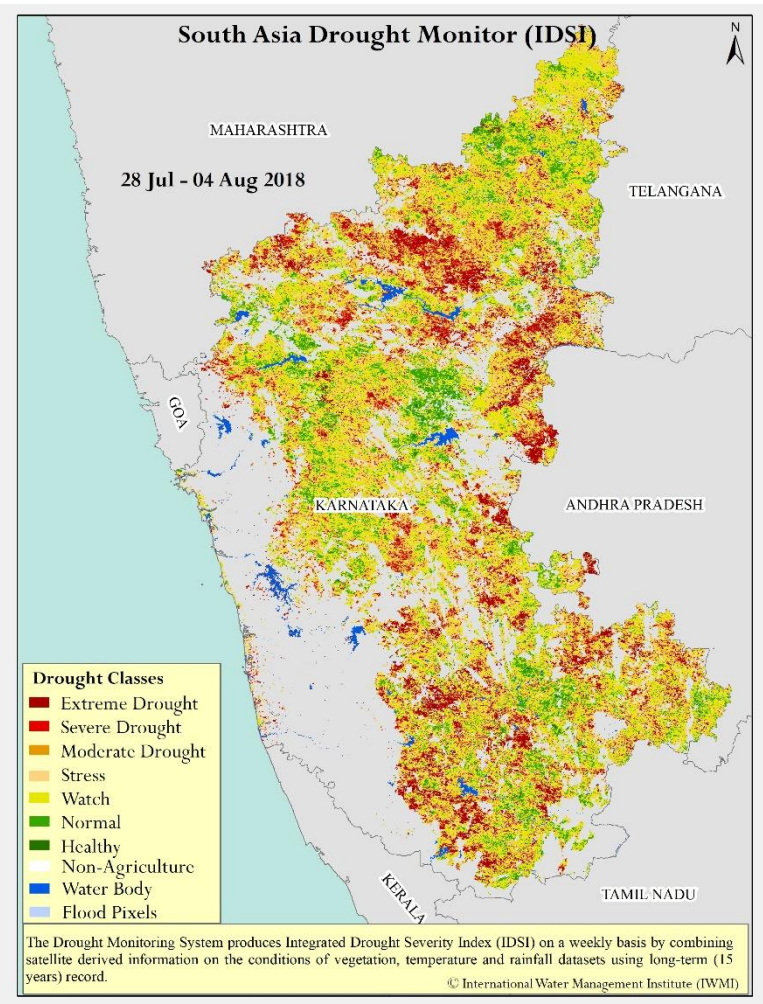 South Asia Drought Monitor (IDSI)
N
MAHARASHTRA
28 Jul - 04 Aug 2018
TELANGANA
GOA
KARNATAKA
ANDHRA PRADESH
Drought Classes
Extreme Drought
Severe Drought
Moderate Drought
Stress
Watch
Normal
Healthy
Non-Agriculture
Water Body
Flood Pixels
KERALA
TAMIL NADU
The Drought Monitoring System produces Integrated Drought Severity Index (IDSI) on a weekly basis by combining
satellite derived information on the conditions of vegetation, temperature and rainfall datasets using long-term (15
years) record.
© International Water Management Institute (IWMI)